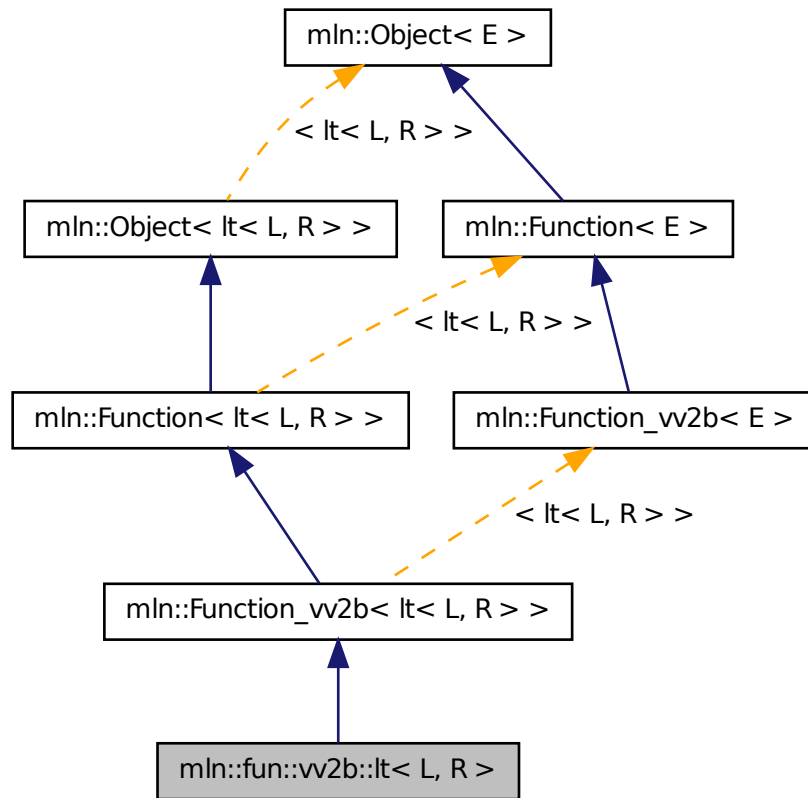 mln::Object< E >
< lt< L, R > >
mln::Object< lt< L, R > >
mln::Function< E >
< lt< L, R > >
mln::Function< lt< L, R > >
mln::Function_vv2b< E >
< lt< L, R > >
mln::Function_vv2b< lt< L, R > >
mln::fun::vv2b::lt< L, R >